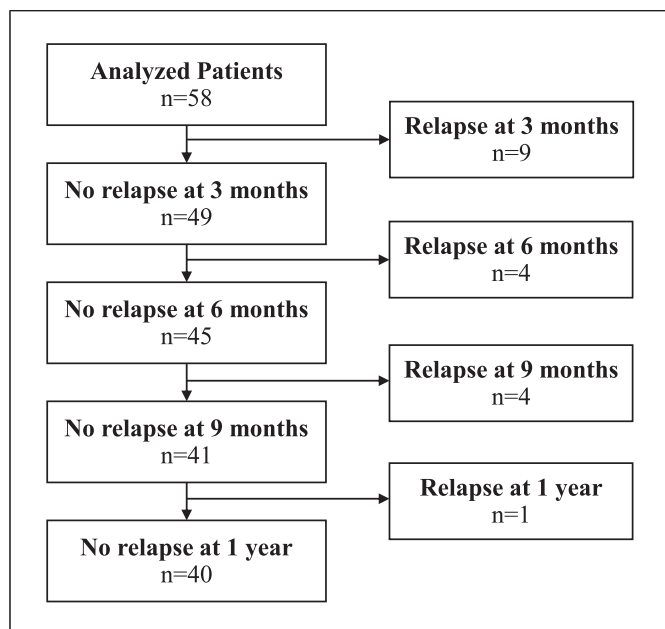 Analyzed Patients
n=58
Relapse at 3 months
n=9
No relapse at 3 months
n=49
Relapse at 6 months
n=4
No relapse at 6 months
n=45
Relapse at 9 months
n=4
No relapse at 9 months
n=41
Relapse at 1 year
n=1
No relapse at 1 year
n=40